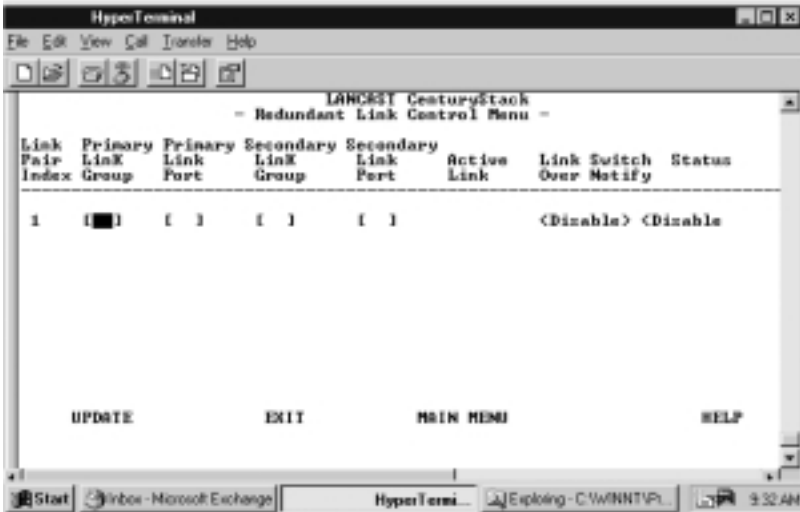 HyperTerminal
File Edit View Call Transfer Help
LANCAST CenturyStack
- Redundant Link Control Menu -
Link Primary Primary Secondary Secondary
Pair LinK Link LinK Link Active Link Switch Status
Index Group Port Group Port Link Over Notify
1 [ ] [ ] [ ] [ ] <Disable> <Disable
UPDATE EXIT MAIN MENU HELP
Start Inbox - Microsoft Exchange HyperTermi... Exploring - C:\WINNT\Pr... 9:32 AM